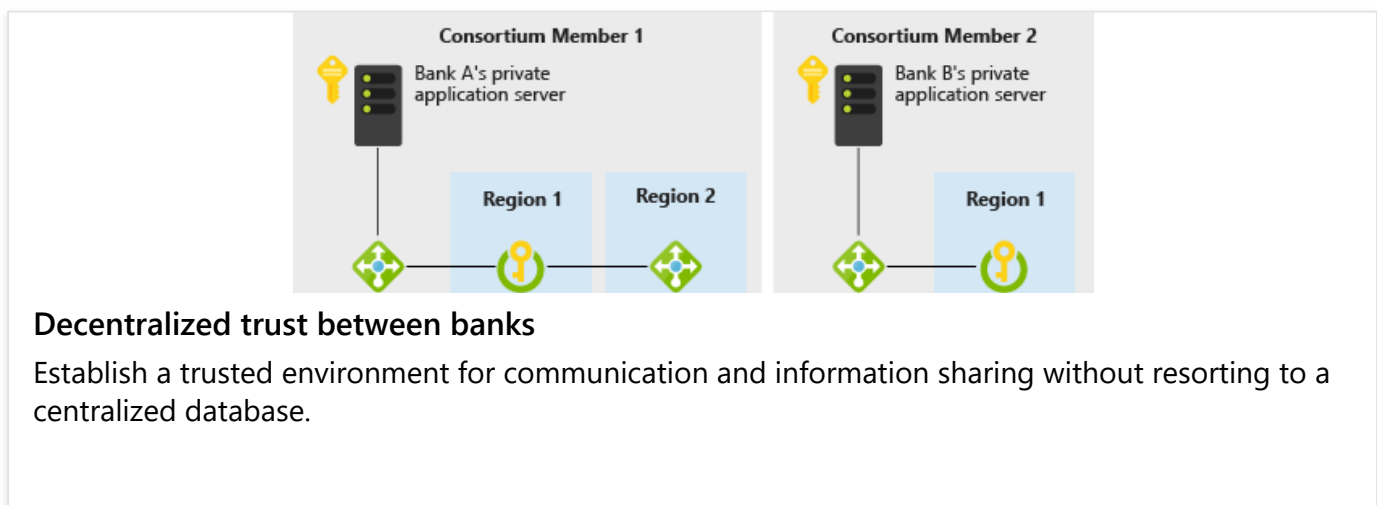 Consortium Member 1
Bank A's private
application server
Region 1
Region 2
Consortium Member 2
Bank B's private
application server
Region 1
Decentralized trust between banks
Establish a trusted environment for communication and information sharing without resorting to a
centralized database.